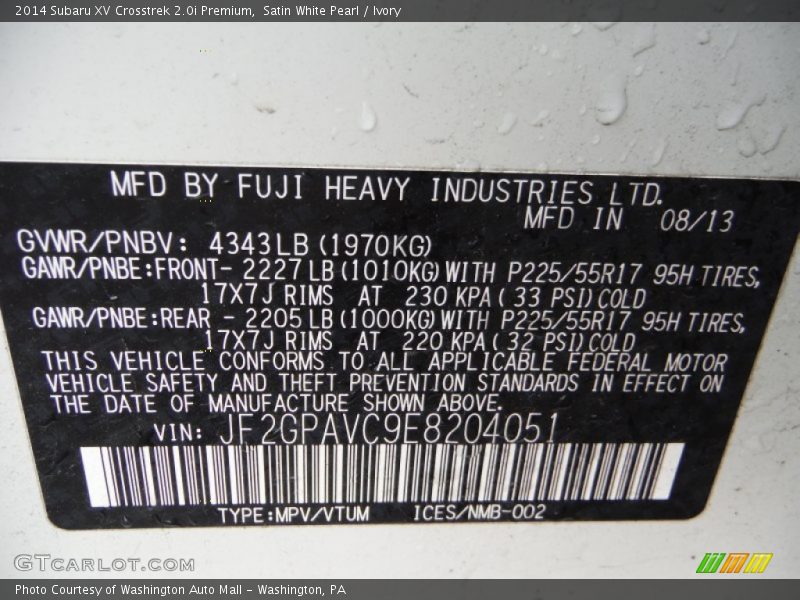 2014 Subaru XV Crosstrek 2.0i Premium,  Satin White Pearl / Ivory
MFD BY FUJI HEAVY INDUSTRIES LTD.
MFD IN 08/13
GVWR/PNBV: 4343 LB (1970KG)
GAWR/PNBE:FRONT- 2227 LB (1010KG) WITH P225/55R17 95H TIRES,
17X7J RIMS AT 230 KPA ( 33 PSI) COLD
GAWR/PNBE:REAR - 2205 LB (1000KG) WITH P225/55R17 95H TIRES,
17X7J RIMS AT 220 KPA ( 32 PSI) COLD
THIS VEHICLE CONFORMS TO ALL APPLICABLE FEDERAL MOTOR
VEHICLE SAFETY AND THEFT PREVENTION STANDARDS IN EFFECT ON
THE DATE OF MANUFACTURE SHOWN ABOVE.
VIN: JF2GPAVC9E8204051
TYPE:MPV/VTUM ICES/NMB-002
GTCarLot.com
Photo Courtesy of Washington Auto Mall - Washington, PA